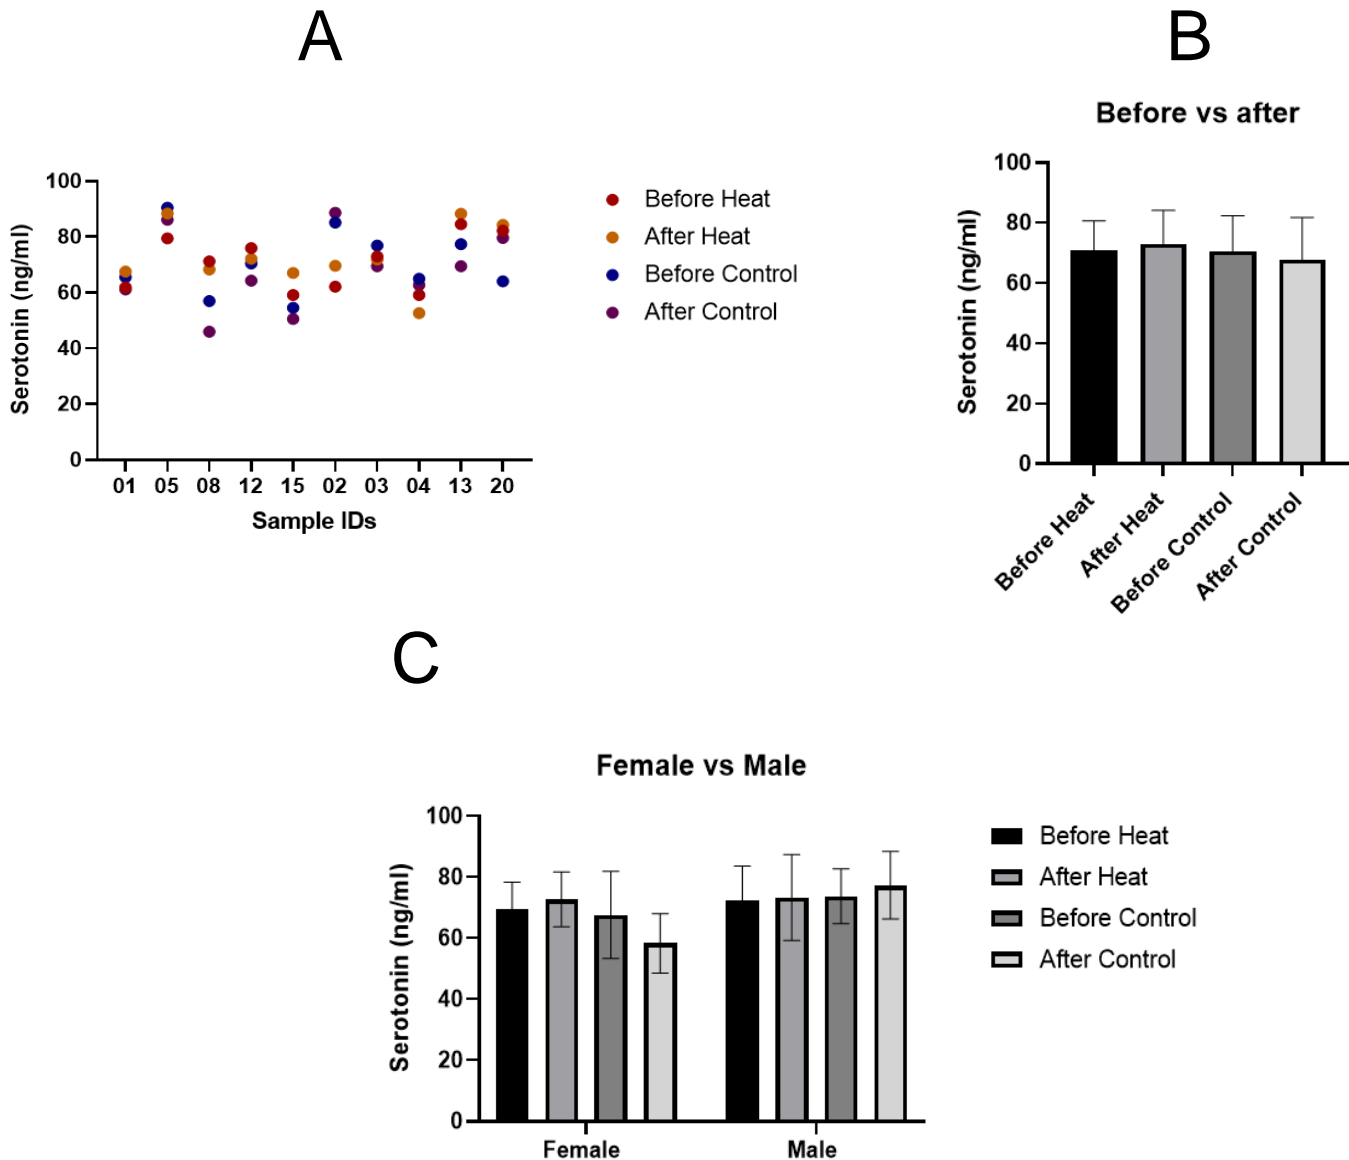 A
B
Before vs after
Serotonin (ng/ml)
100
80
60
40
20
0
01 05 08 12 15 02 03 04 13 20
Sample IDs
Before Heat
After Heat
Before Control
After Control
Serotonin (ng/ml)
100
80
60
40
20
0
Before Heat
After Heat
Before Control
After Control
C
Female vs Male
Serotonin (ng/ml)
100
80
60
40
20
0
Female Male
Before Heat
After Heat
Before Control
After Control